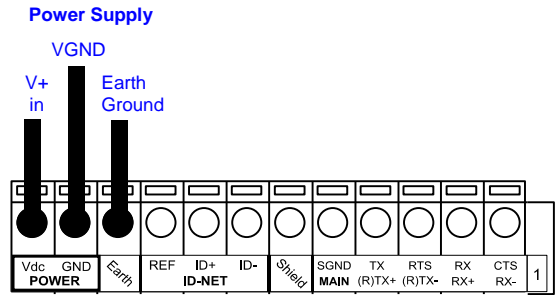 Power Supply
VGND
V+
in
Earth
Ground
Vdc GND Earth REF ID+ ID- Shield SGND TX RTS RX CTS
POWER ID-NET MAIN (R)TX+ (R)TX- RX+ RX-
1